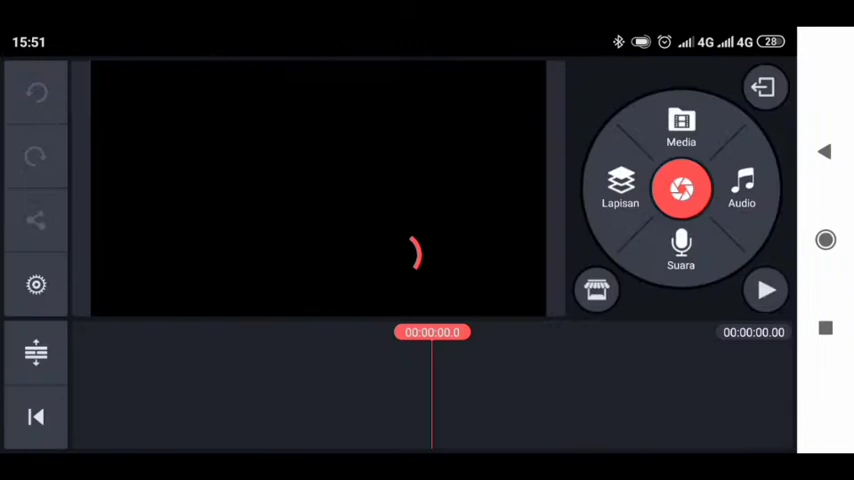 15:51
4G 4G 28
Media
Lapisan
Audio
Suara
00:00:00.0
00:00:00.00